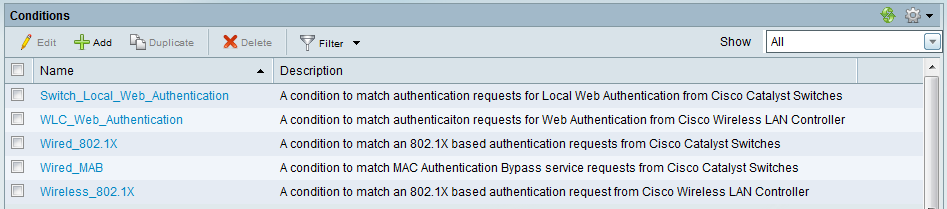 Conditions
Edit Add Duplicate Delete Filter Show All
Name Description
Switch_Local_Web_Authentication A condition to match authentication requests for Local Web Authentication from Cisco Catalyst Switches
WLC_Web_Authentication A condition to match authenticaiton requests for Web Authentication from Cisco Wireless LAN Controller
Wired_802.1X A condition to match an 802.1X based authentication requests from Cisco Catalyst Switches
Wired_MAB A condition to match MAC Authentication Bypass service requests from Cisco Catalyst Switches
Wireless_802.1X A condition to match an 802.1X based authentication request from Cisco Wireless LAN Controller